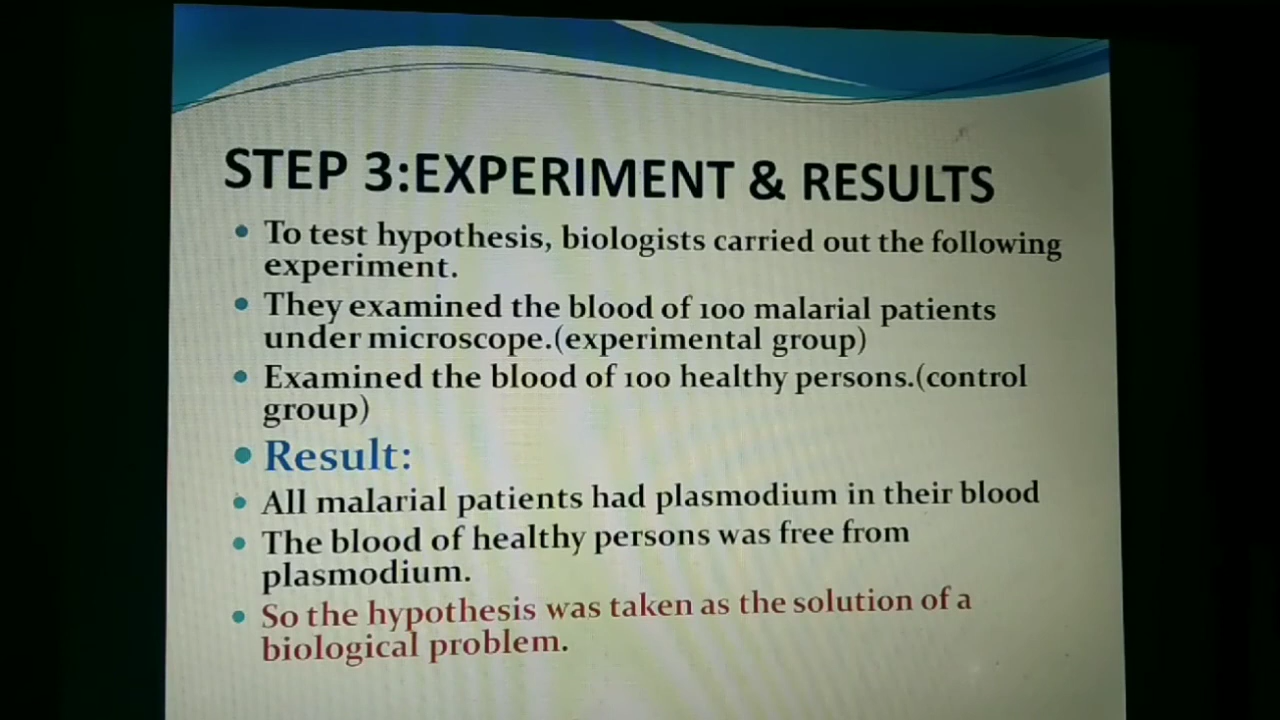 STEP 3:EXPERIMENT & RESULTS
To test hypothesis, biologists carried out the following
experiment.
They examined the blood of 100 malarial patients
under microscope.(experimental group)
Examined the blood of 100 healthy persons.(control
group)
Result:
All malarial patients had plasmodium in their blood
The blood of healthy persons was free from
plasmodium.
So the hypothesis was taken as the solution of a
biological problem.